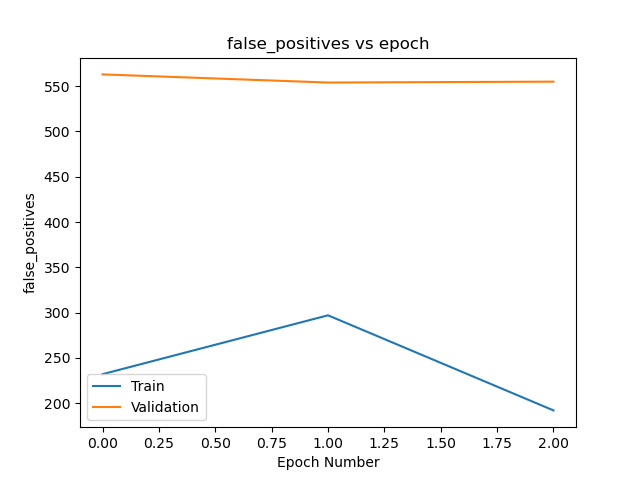 false_positives vs epoch
false_positives
550
500
450
400
350
300
250
200
Train
Validation
0.00 0.25 0.50 0.75 1.00 1.25 1.50 1.75 2.00
Epoch Number